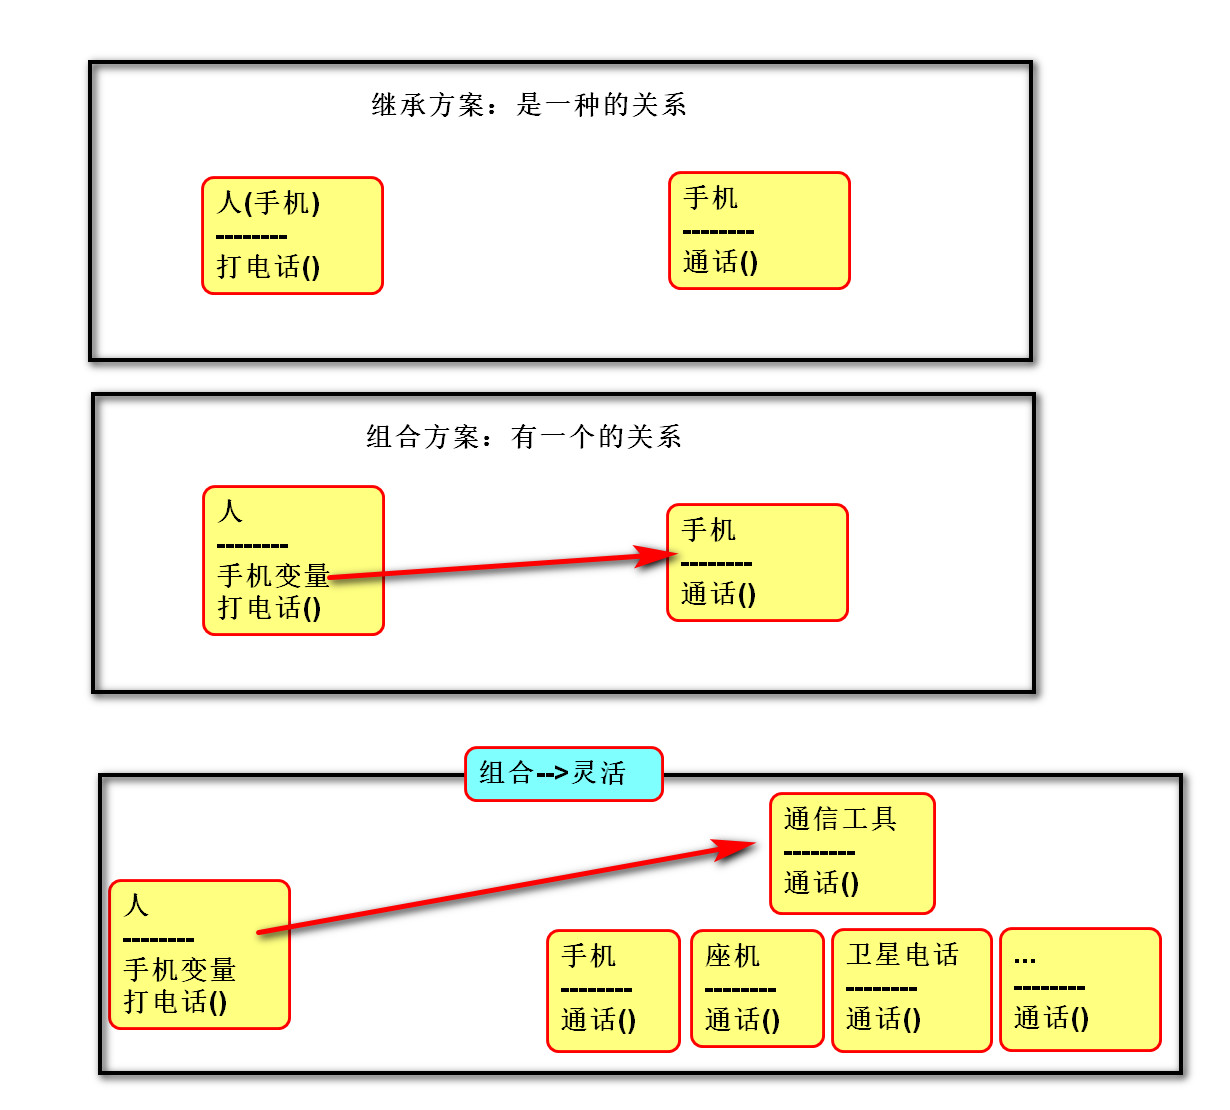 继承方案：是一种的关系
人(手机)
--------
打电话()
手机
--------
通话()
组合方案：有一个的关系
人
--------
手机变量
打电话()
手机
--------
通话()
组合-->灵活
人
--------
手机变量
打电话()
通信工具
--------
通话()
手机
--------
通话()
座机
--------
通话()
卫星电话
--------
通话()
...
--------
通话()